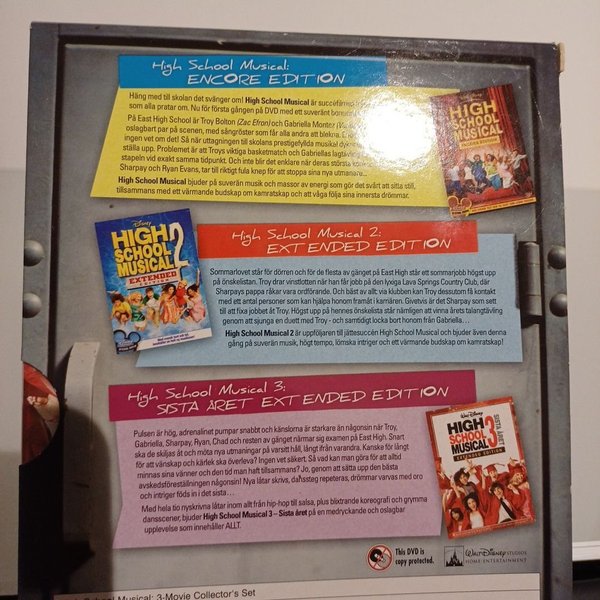 High School Musical:
ENCORE EDITION
Häng med till skolan det svänger om! High School Musical är succéfilmen
som alla pratar om. Nu för första gången på DVD med ett suveränt
På East High School är Troy Bolton (Zac Efron) och Gabriella Montez
oslagbart par på scenen, med sångröster som får alla andra att blekna.
ingen vet om det! Så när uttagningen till skolans prestigefyllda musikal
ställa upp. Problemet är att Troys viktiga basketmatch och Gabriellas
stapeln vid exakt samma tidpunkt. Och inte blir det enklare när deras största
Sharpay och Ryan Evans, tar till riktigt fula knep för att stoppa sina nya utmanare...
High School Musical bjuder på suverän musik och massor av energi som gör det svårt att sitta still,
tillsammans med ett värmande budskap om kamratskap och att våga följa sina innersta drömmar.
HIGH
SCHOOL
MUSICAL
ENCORE EDITION
Disney
HIGH
SCHOOL
MUSICAL 2
EXTENDED
EDITION
High School Musical 2:
EXTENDED EDITION
Sommarlovet står för dörren och för de flesta av gänget på East High står ett sommarjobb högst upp
på önskelistan. Troy drar vinstlotten när han får jobb på den lyxiga Lava Springs Country Club, där
Sharpays pappa råkar vara ordförande. Och bäst av allt: via klubben kan Troy dessutom få kontakt
med ett antal personer som kan hjälpa honom framåt i karriären. Givetvis är det Sharpay som sett
till att fixa jobbet åt Troy. Högst upp på hennes önskelista står nämligen att vinna årets talangtävling
genom att sjunga en duett med Troy - och samtidigt locka bort honom från Gabriella...
High School Musical 2 är uppföljaren till jättesuccén High School Musical och bjuder även denna
gång på suverän musik, högt tempo, lömska intriger och ett värmande budskap om kamratskap!
High School Musical 3:
SISTA ÅRET EXTENDED EDITION
Pulsen är hög, adrenalinet pumpar snabbt och känslorna är starkare än någonsin när Troy,
Gabriella, Sharpay, Ryan, Chad och resten av gänget närmar sig examen på East High. Snart
ska de skiljas åt och möta nya utmaningar på varsitt håll, långt ifrån varandra. Kanske för långt
för att vänskap och kärlek ska överleva? Ingen vet säkert. Så vad kan man göra för att alltid
minnas sina vänner och den tid man haft tillsammans? Jo, genom att sätta upp den bästa
avskedsföreställningen någonsin! Nya låtar skrivs, danssteg repeteras, drömmar varvas med oro
och intriger föds in i det sista...
Med hela tio nyskrivna låtar inom allt från hip-hop till salsa, plus blixtrande koreografi och grymma
dansscener, bjuder High School Musical 3 – Sista året på en medryckande och oslagbar
upplevelse som innehåller ALLT.
Walt Disney
HIGH
SCHOOL
MUSICAL 3
SISTA ÅRET
EXTENDED EDITION
This DVD is
copy protected.
WALT DISNEY STUDIOS
HOME ENTERTAINMENT
School Musical: 3-Movie Collector's Set